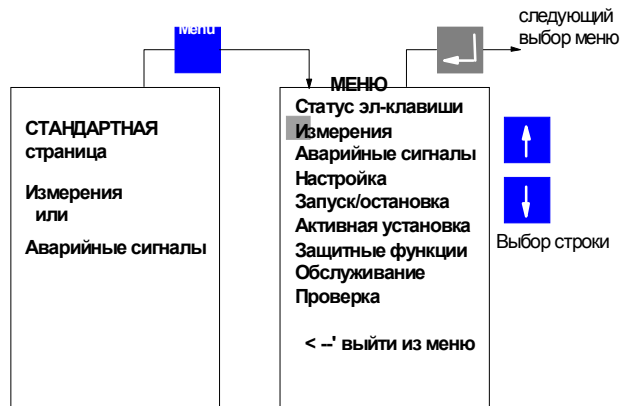 Menu
следующий
выбор меню
СТАНДАРТНАЯ
страница
Измерения
или
Аварийные сигналы
МЕНЮ
Статус эл-клавиши
Измерения
Аварийные сигналы
Настройка
Запуск/остановка
Активная установка
Защитные функции
Обслуживание
Проверка
< --' выйти из меню
Выбор строки